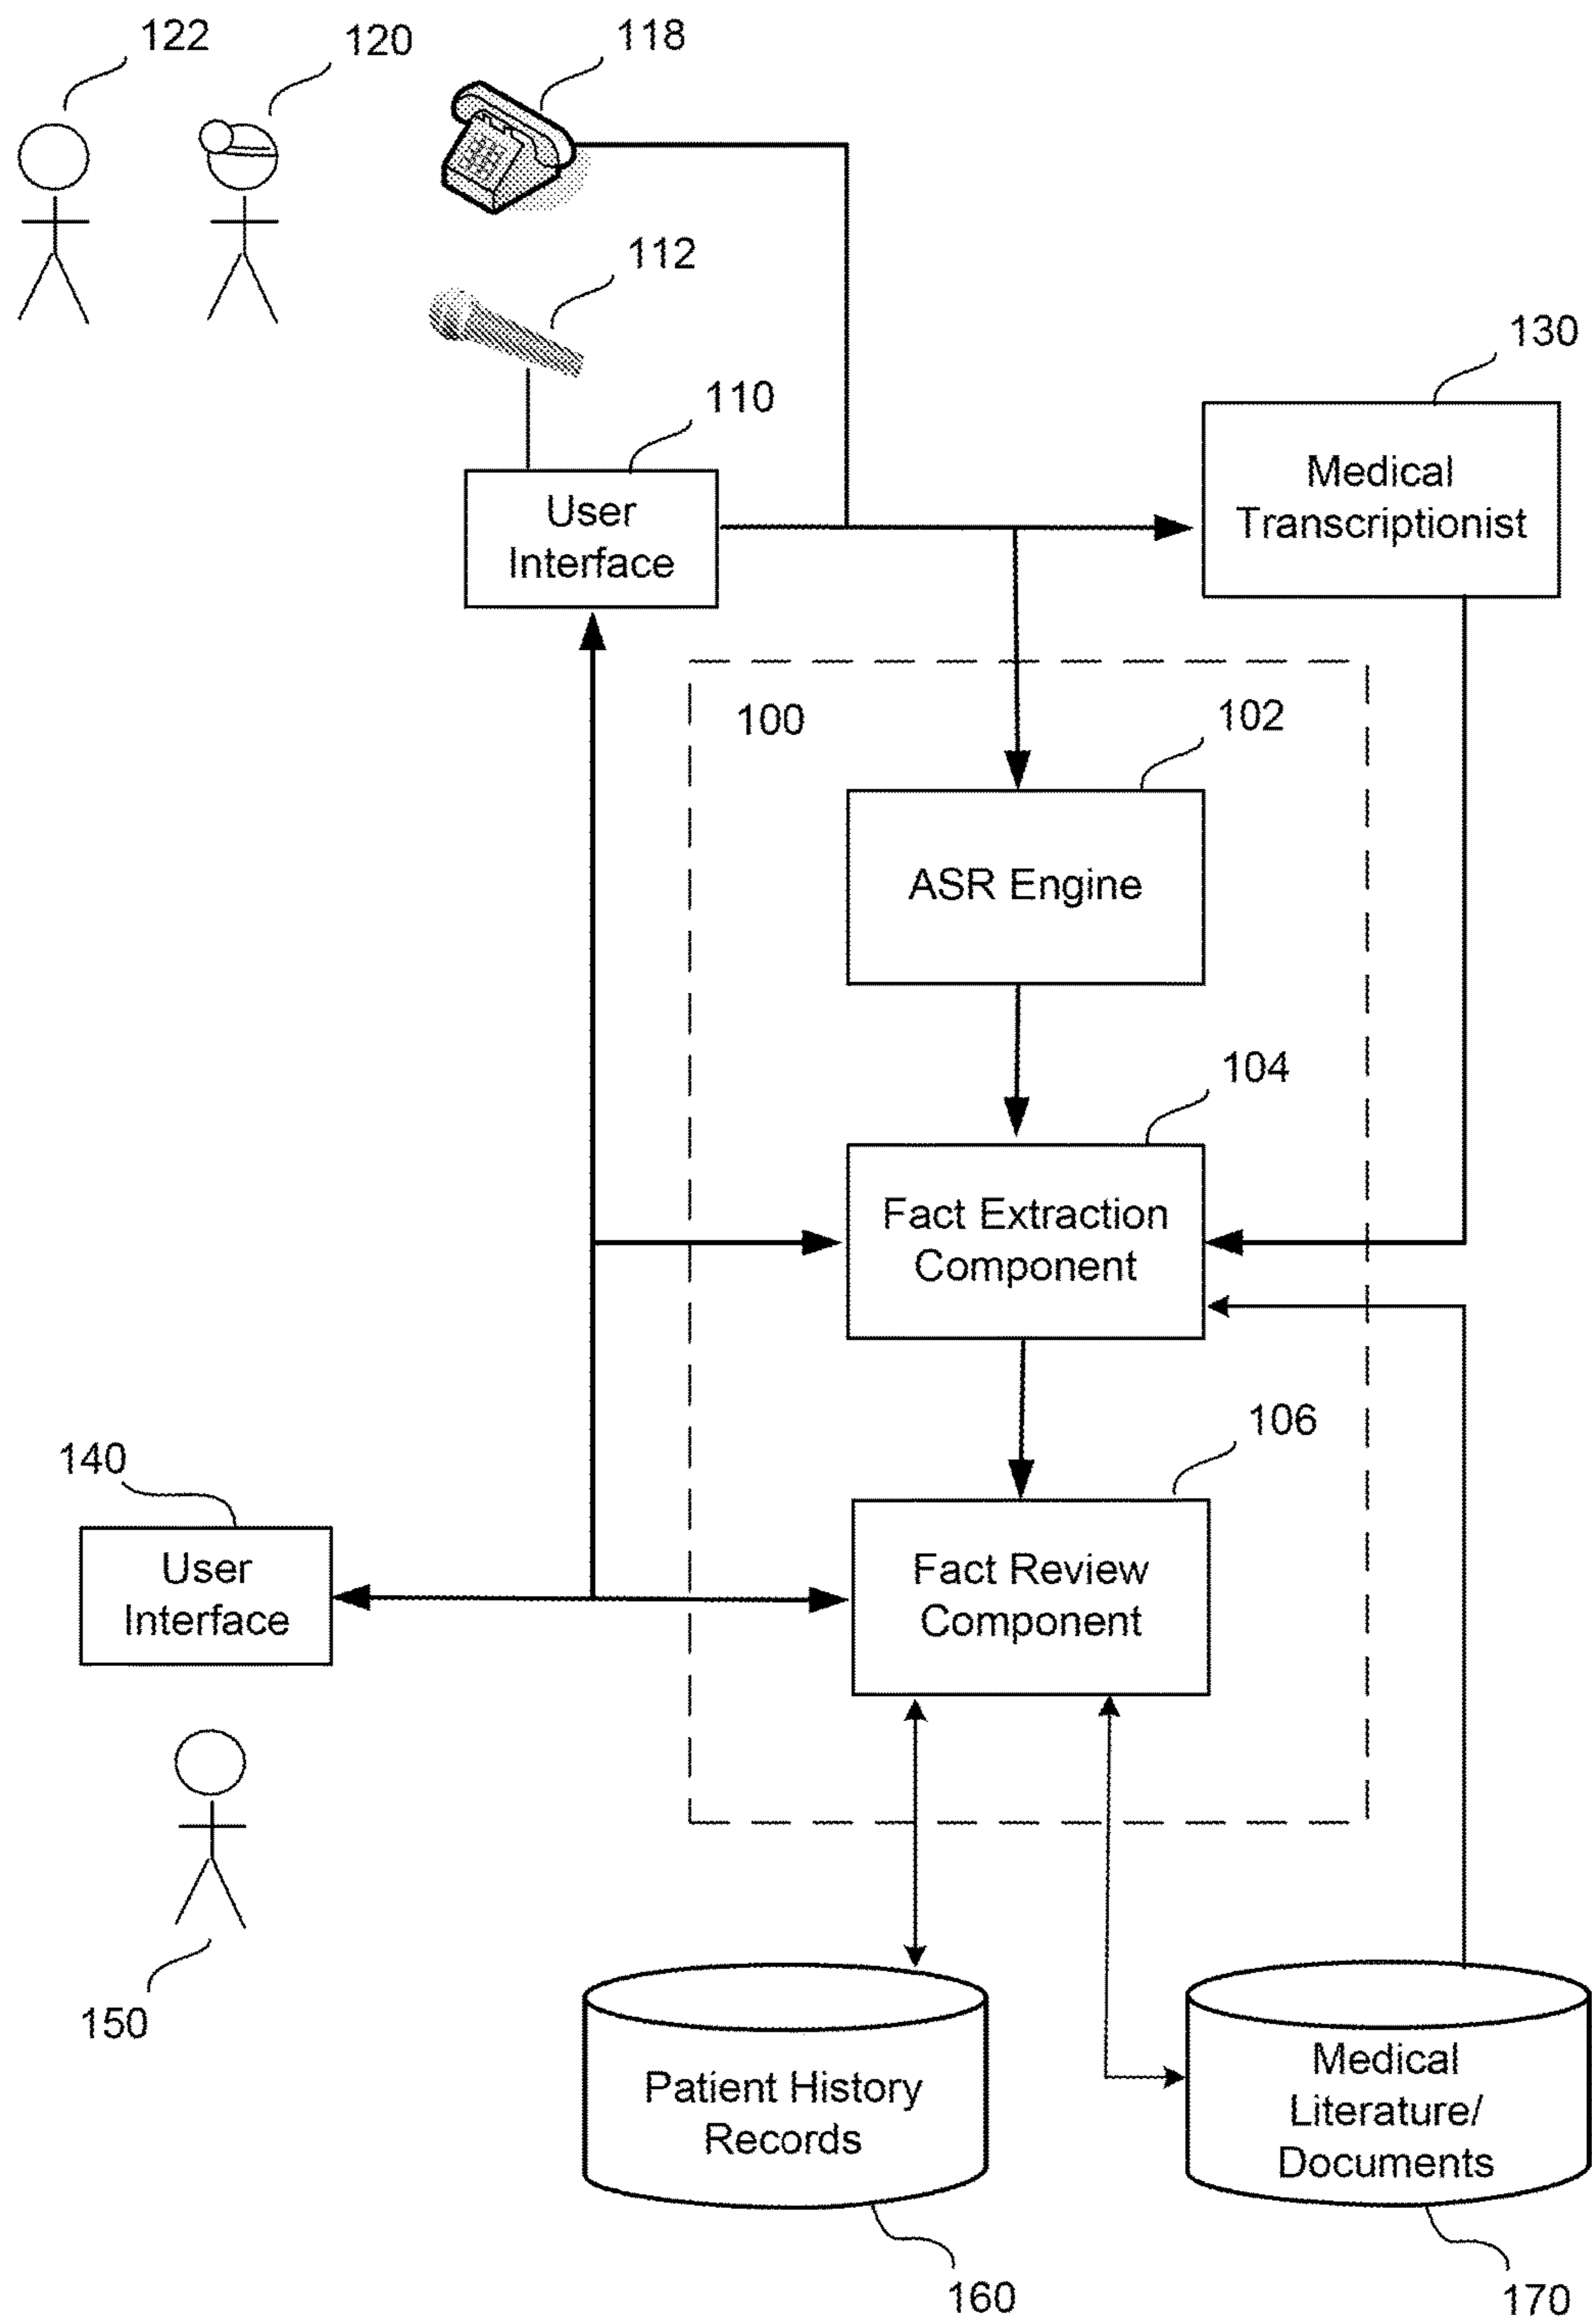 122
120
118
112
110
130
User
Interface
Medical
Transcriptionist
100
102
ASR Engine
104
Fact Extraction
Component
106
140
User
Interface
Fact Review
Component
150
Patient History
Records
Medical
Literature/
Documents
160
170